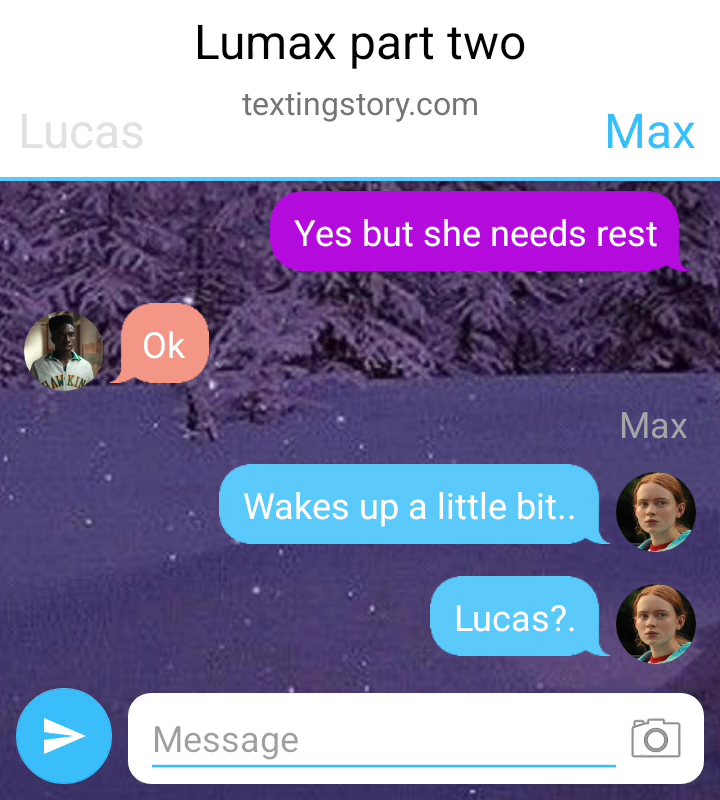 Lumax part two
textingstory.com
Lucas
Max
Yes but she needs rest
Ok
Max
Wakes up a little bit..
Lucas?.
Message